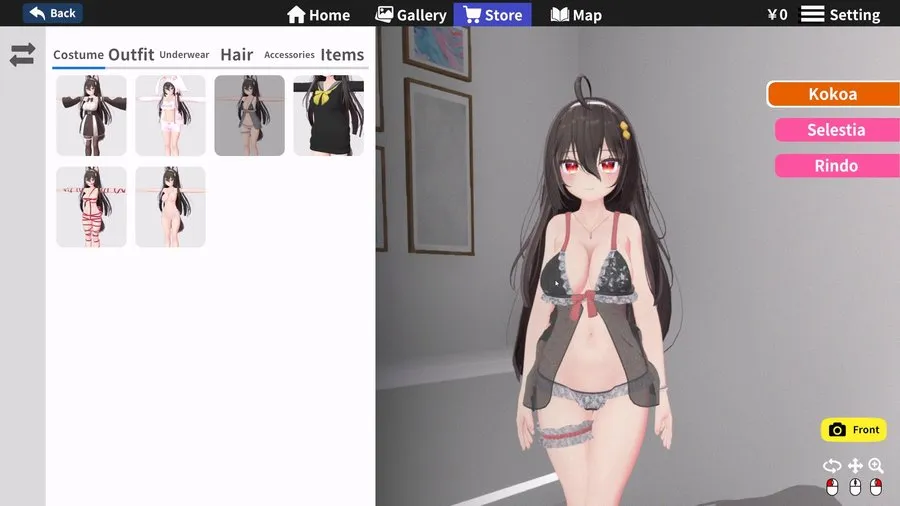 Back
Home
Gallery
Store
Map
¥0
Setting
Costume Outfit Underwear Hair Accessories Items
Kokoa
Selestia
Rindo
Front